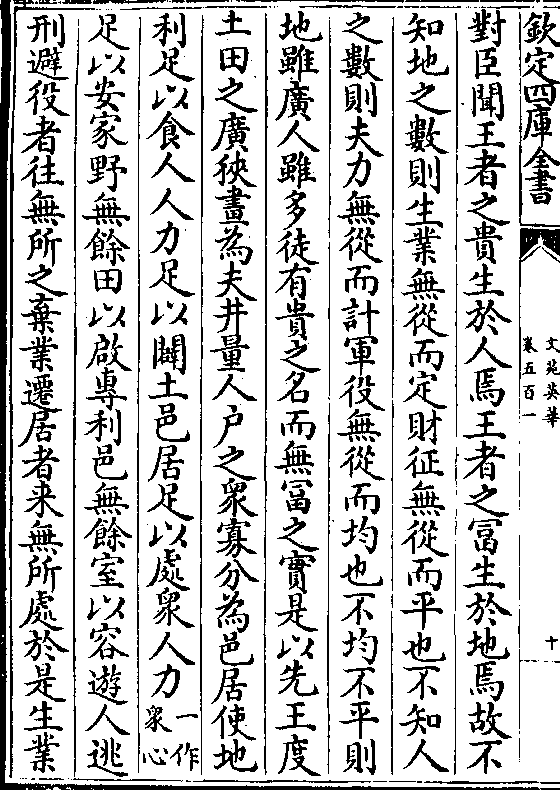 欽定四庫全書
文苑英華
卷五百一
十
對臣聞王者之貴生於人焉王者之冨生於地焉故不
知地之數則生業無從而定財征無從而平也不知人
之數則夫力無從而計軍役無從而均也不均不平則
地雖廣人雖多徒有貴之名而無冨之實是以先王度
土田之廣狹畫為夫井量人户之衆寡分為邑居使地
利足以食人人力足以闢土邑居足以處衆人力一作衆心
足以安家野無餘田以啟專利邑無餘室以容遊人逃
刑避役者往無所之棄業遷居者来無所處於是生業